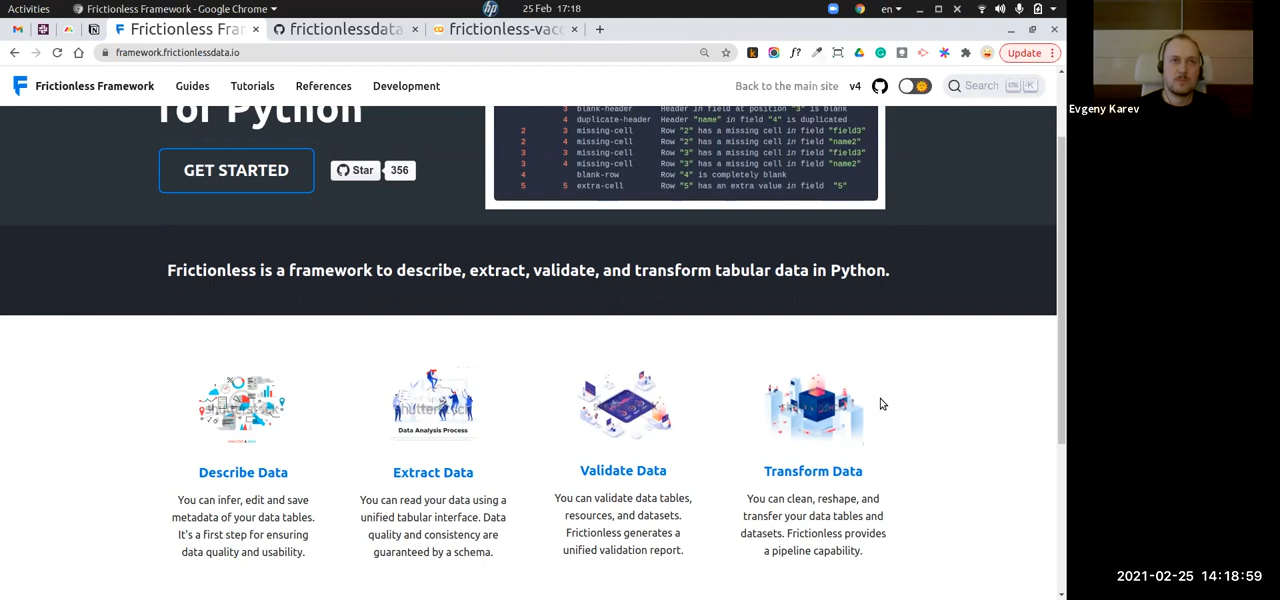 Activities
Frictionless Framework - Google Chrome
25 Feb 17:18
en
Frictionless Fra
frictionlessdata
frictionless-vacc
framework.frictionlessdata.io
Update
Frictionless Framework
Guides
Tutorials
References
Development
Back to the main site
v4
Search
K
Evgeny Karev
for Python
GET STARTED
Star
356
3 blank-header Header in field at position "3" is blank
4 duplicate-header Header "name" in field "4" is duplicated
2 3 missing-cell Row "2" has a missing cell in field "field3"
2 4 missing-cell Row "2" has a missing cell in field "name2"
3 3 missing-cell Row "3" has a missing cell in field "field3"
3 4 missing-cell Row "3" has a missing cell in field "name2"
4 blank-row Row "4" is completely blank
5 5 extra-cell Row "5" has an extra value in field "5"
Frictionless is a framework to describe, extract, validate, and transform tabular data in Python.
shutterstock
Data Analysis Process
Describe Data
You can infer, edit and save
metadata of your data tables.
It's a first step for ensuring
data quality and usability.
Extract Data
You can read your data using a
unified tabular interface. Data
quality and consistency are
guaranteed by a schema.
Validate Data
You can validate data tables,
resources, and datasets.
Frictionless generates a
unified validation report.
Transform Data
You can clean, reshape, and
transfer your data tables and
datasets. Frictionless provides
a pipeline capability.
2021-02-25 14:18:59